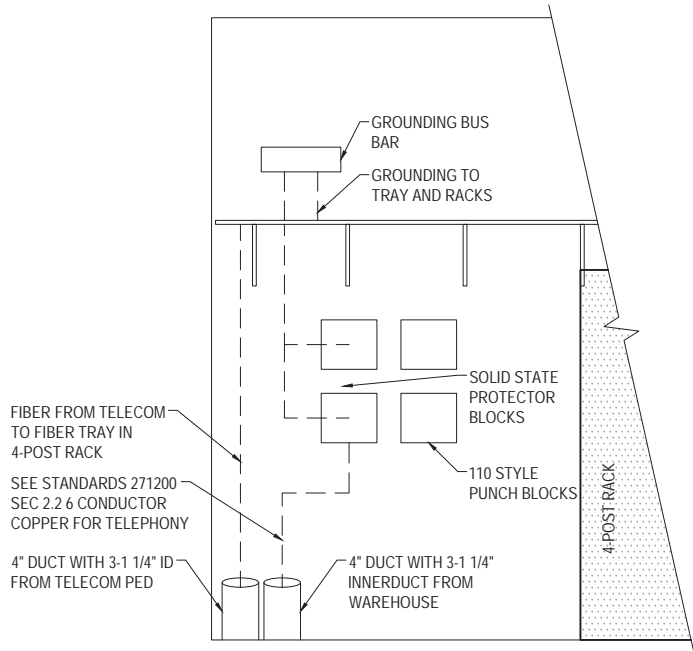 GROUNDING BUS
BAR
GROUNDING TO
TRAY AND RACKS
SOLID STATE
PROTECTOR
BLOCKS
FIBER FROM TELECOM
TO FIBER TRAY IN
4-POST RACK
SEE STANDARDS 271200
SEC 2.2 6 CONDUCTOR
COPPER FOR TELEPHONY
110 STYLE
PUNCH BLOCKS
4-POST RACK
4" DUCT WITH 3-1 1/4" ID
FROM TELECOM PED
4" DUCT WITH 3-1 1/4"
INNERDUCT FROM
WAREHOUSE